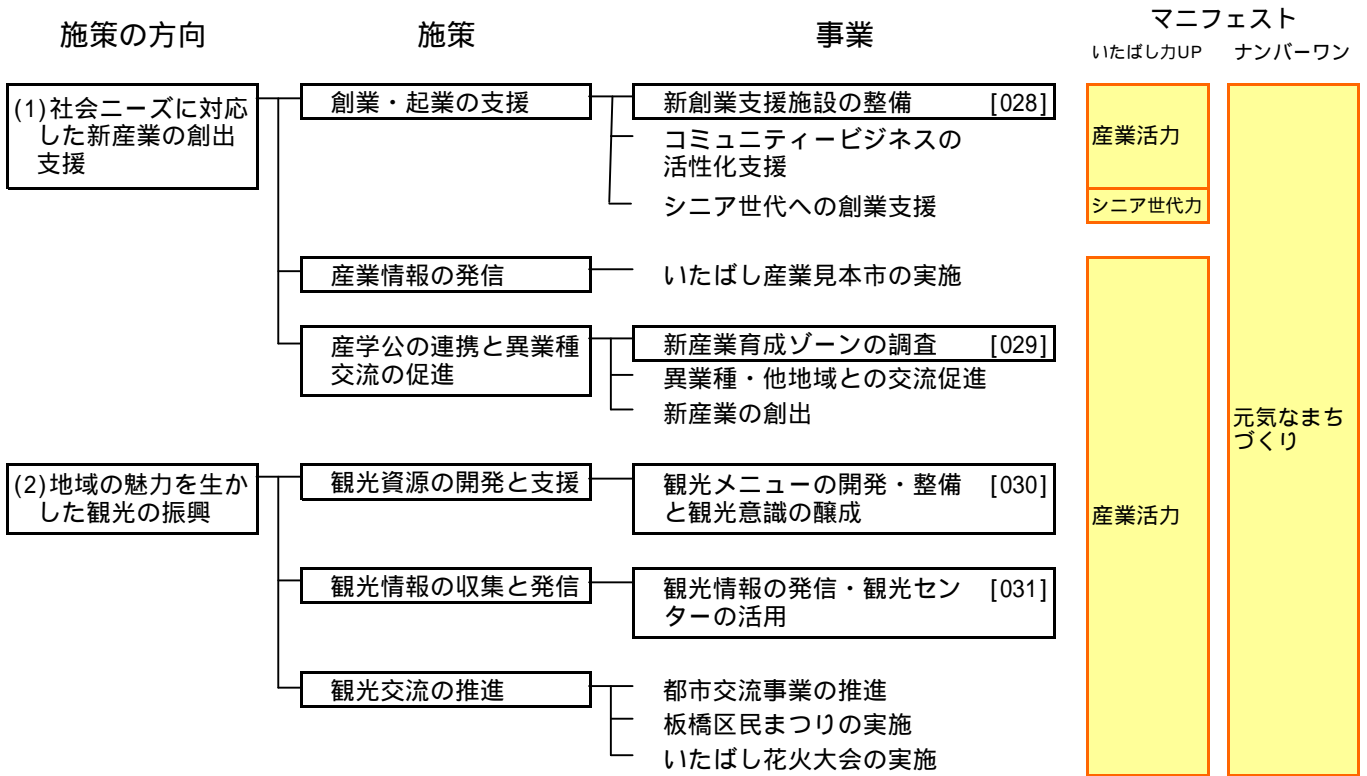 施策の方向
施策
事業
マニフェスト
いたばし力UP
ナンバーワン
(1)社会ニーズに対応
した新産業の創出
支援
創業・起業の支援
新創業支援施設の整備 [028]
コミュニティービジネスの
活性化支援
シニア世代への創業支援
産業情報の発信
いたばし産業見本市の実施
産学公の連携と異業種
交流の促進
新産業育成ゾーンの調査 [029]
異業種・他地域との交流促進
新産業の創出
(2)地域の魅力を生か
した観光の振興
観光資源の開発と支援
観光メニューの開発・整備 [030]
と観光意識の醸成
観光情報の収集と発信
観光情報の発信・観光セン [031]
ターの活用
観光交流の推進
都市交流事業の推進
板橋区民まつりの実施
いたばし花火大会の実施
産業活力
シニア世代力
産業活力
元気なまち
づくり